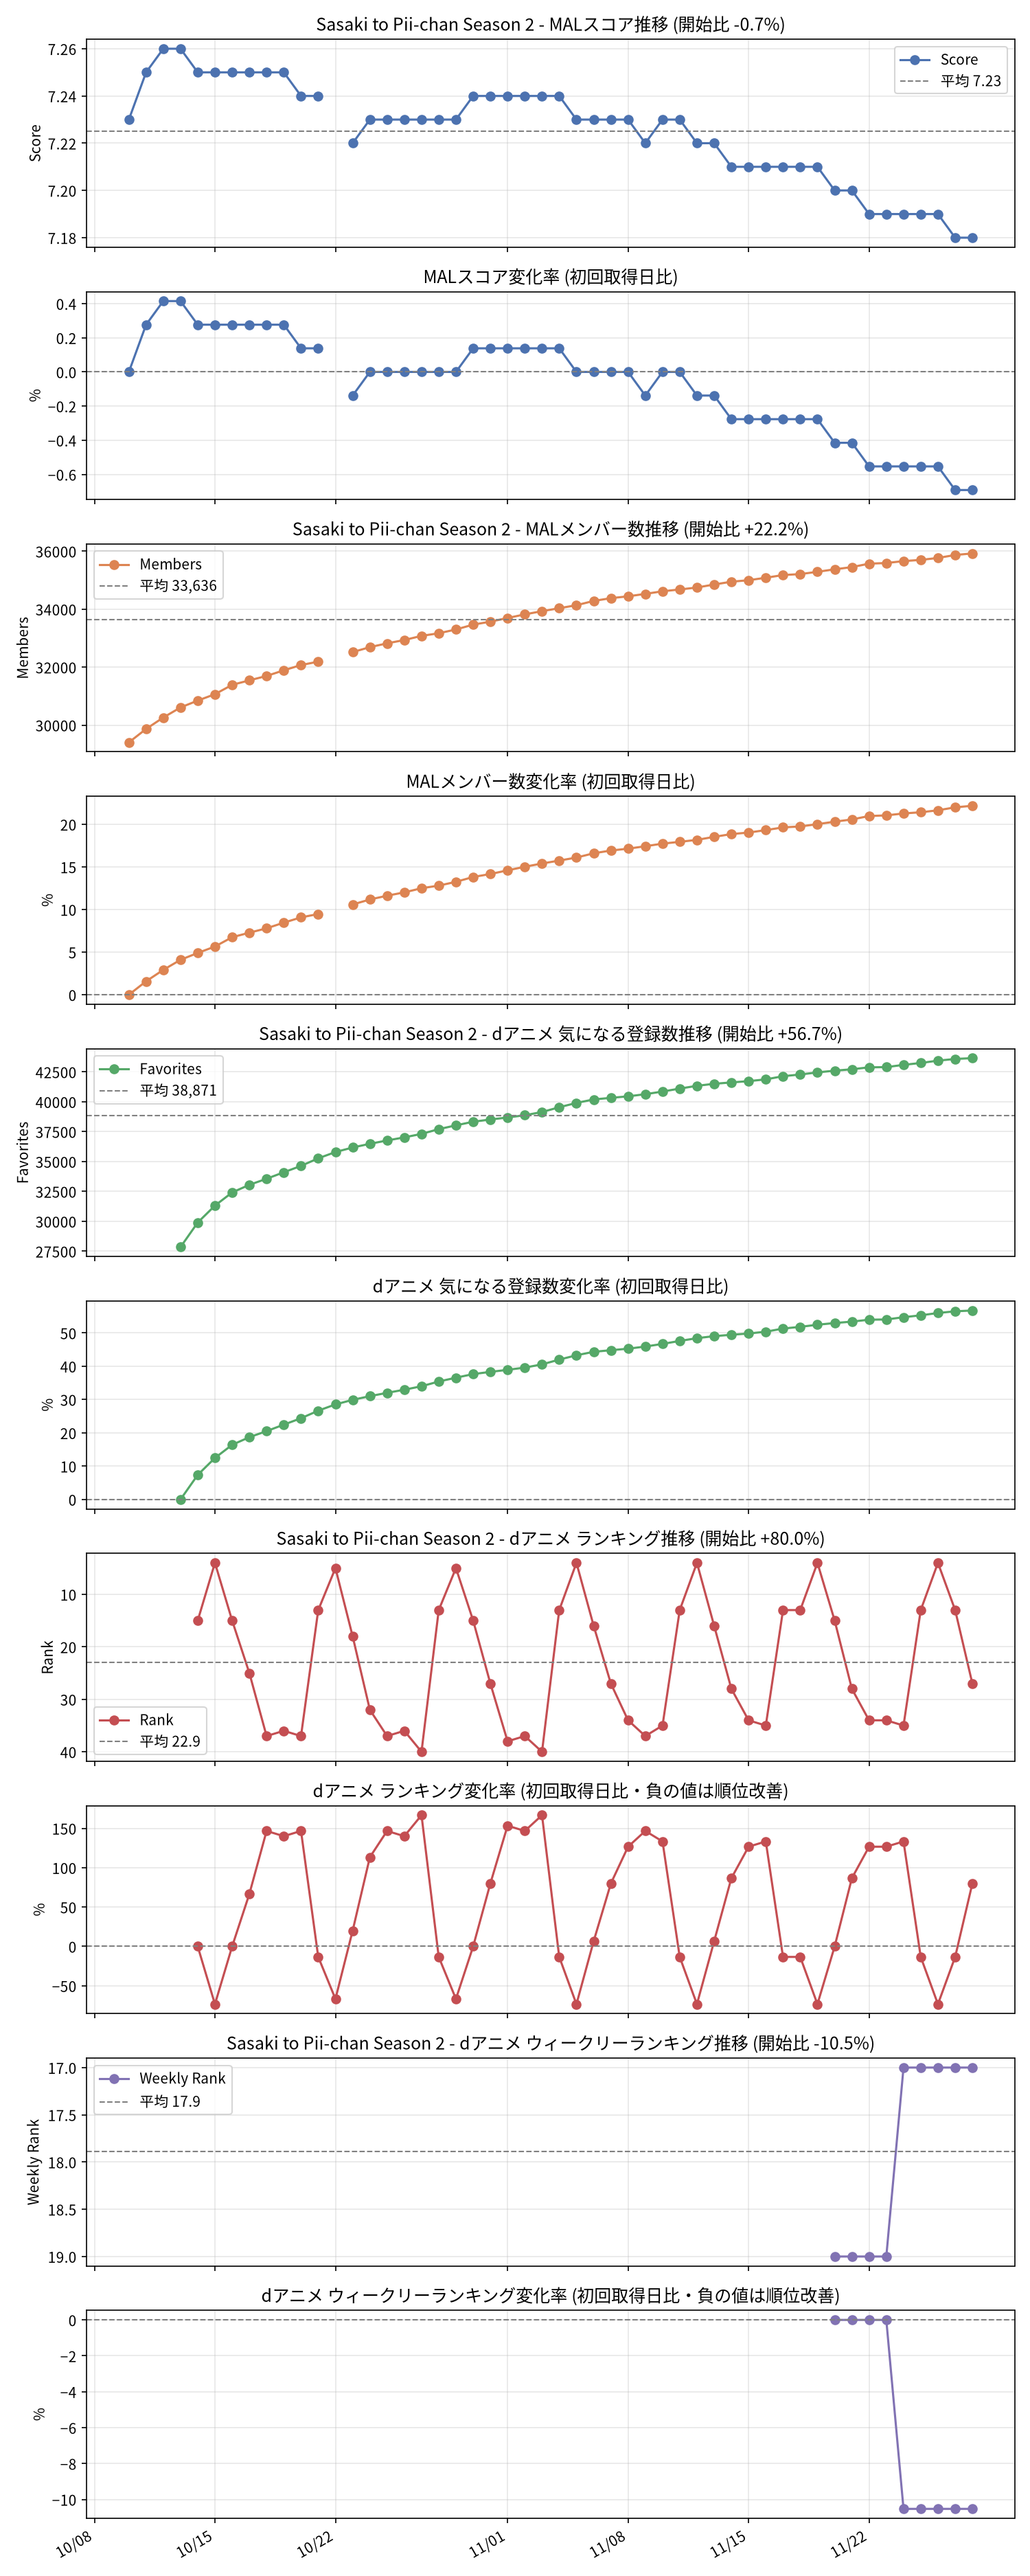 Sasaki to Pii-chan Season 2 - MALスコア推移 (開始比 -0.7%)
7.26
7.24
7.22
7.20
7.18
Score
Score
平均 7.23
MALスコア変化率 (初回取得日比)
0.4
0.2
0.0
−0.2
−0.4
−0.6
%
Sasaki to Pii-chan Season 2 - MALメンバー数推移 (開始比 +22.2%)
36000
34000
32000
30000
Members
Members
平均 33,636
MALメンバー数変化率 (初回取得日比)
20
15
10
5
0
%
Sasaki to Pii-chan Season 2 - dアニメ 気になる登録数推移 (開始比 +56.7%)
42500
40000
37500
35000
32500
30000
27500
Favorites
Favorites
平均 38,871
dアニメ 気になる登録数変化率 (初回取得日比)
50
40
30
20
10
0
%
Sasaki to Pii-chan Season 2 - dアニメ ランキング推移 (開始比 +80.0%)
10
20
30
40
Rank
Rank
平均 22.9
dアニメ ランキング変化率 (初回取得日比・負の値は順位改善)
150
100
50
0
−50
%
Sasaki to Pii-chan Season 2 - dアニメ ウィークリーランキング推移 (開始比 -10.5%)
17.0
17.5
18.0
18.5
19.0
Weekly Rank
Weekly Rank
平均 17.9
dアニメ ウィークリーランキング変化率 (初回取得日比・負の値は順位改善)
0
−2
−4
−6
−8
−10
%
10/08
10/15
10/22
11/01
11/08
11/15
11/22